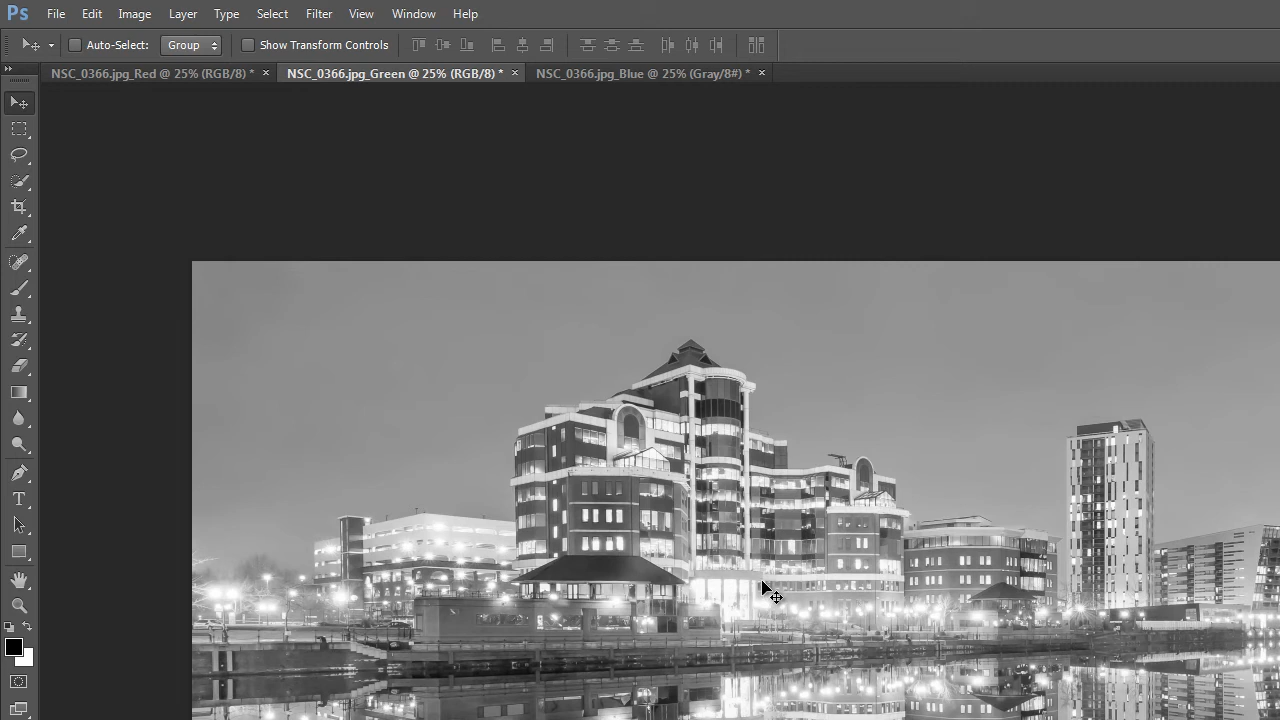 Ps File Edit Image Layer Type Select Filter View Window Help
Auto-Select: Group Show Transform Controls
NSC_0366.jpg_Red @ 25% (RGB/8) * × NSC_0366.jpg_Green @ 25% (RGB/8) * × NSC_0366.jpg_Blue @ 25% (Gray/8#) * ×
T